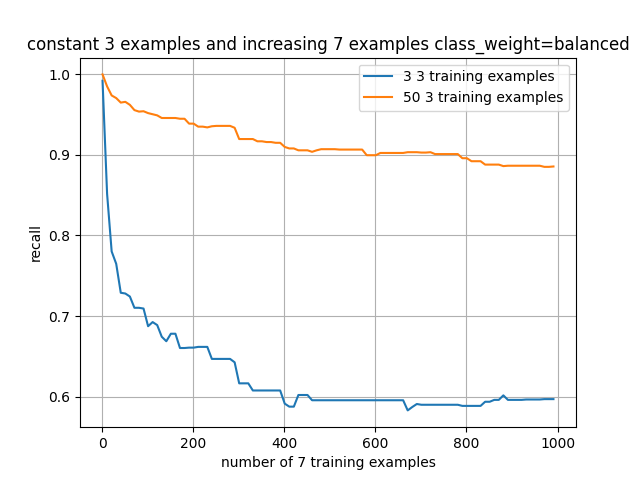 constant 3 examples and increasing 7 examples class_weight=balanced
3 3 training examples
50 3 training examples
1.0
0.9
0.8
0.7
0.6
recall
0 200 400 600 800 1000
number of 7 training examples